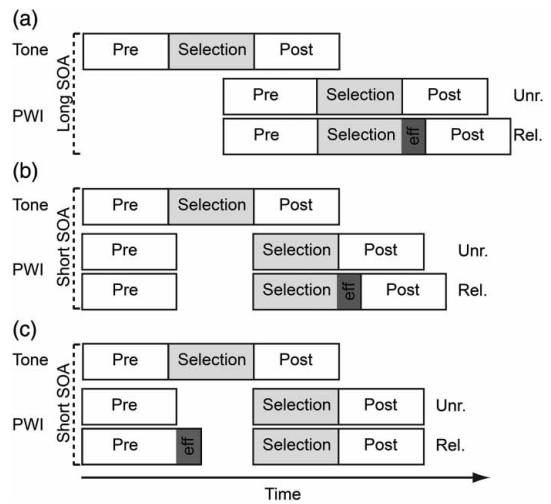 (a)
Tone Pre Selection Post
Long SOA
Pre Selection Post Unr.
PWI
Pre Selection eff Post Rel.
(b)
Tone Pre Selection Post
Short SOA
Pre Selection Post Unr.
PWI
Pre Selection eff Post Rel.
(c)
Tone Pre Selection Post
Short SOA
Pre Selection Post Unr.
PWI
Pre eff Selection Post Rel.
Time